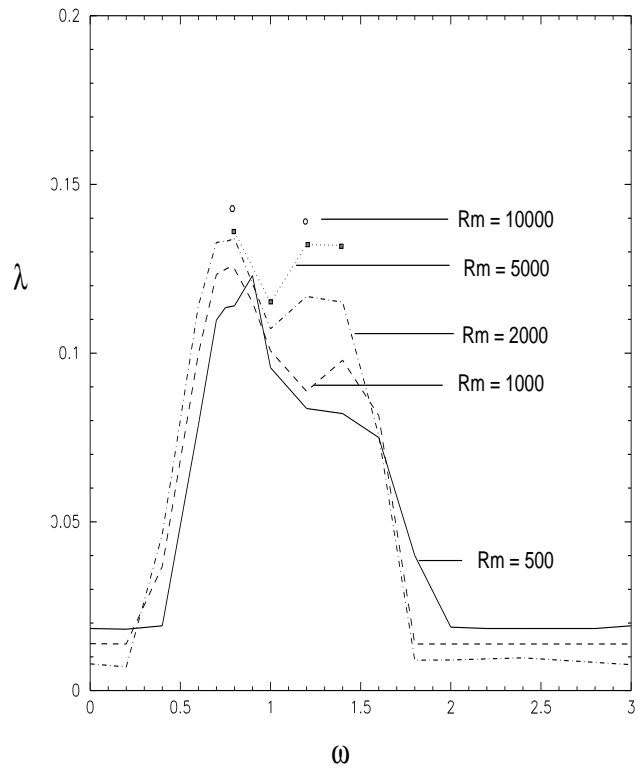 0.2
0.15
Rm = 10000
λ
Rm = 5000
0.1
Rm = 2000
Rm = 1000
0.05
Rm = 500
0
0 0.5 1 1.5 2 2.5 3
ω